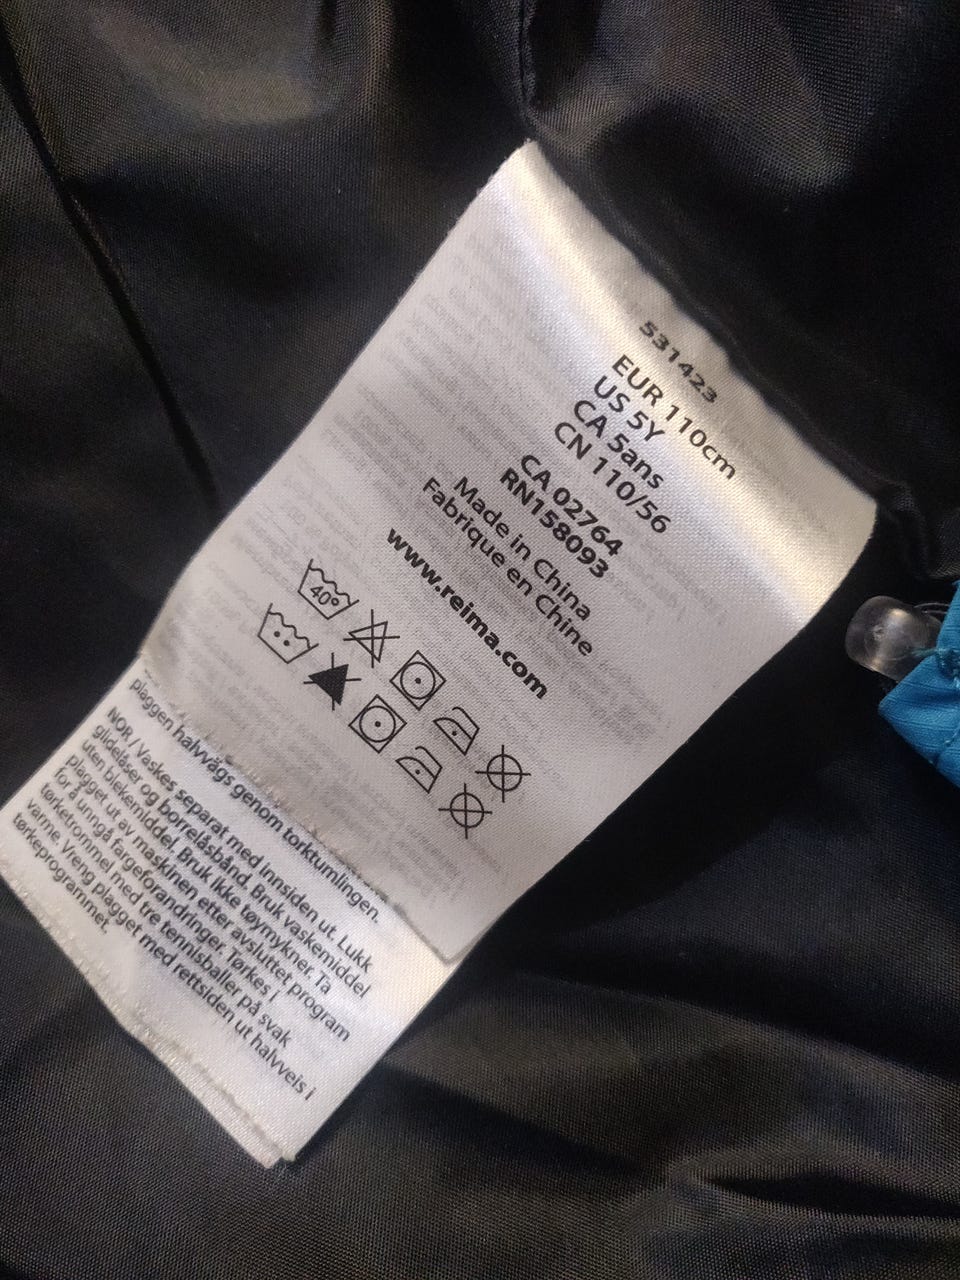 531423
EUR 110cm
US 5Y
CA 5ans
CN 110/56
CA 02764
RN158093
Made in China
Fabrique en Chine
www.reima.com
40°
plaggen halvvägs genom torktumlingen.
NOR / Vaskes separat med innsiden ut. Lukk
glidelåser og borrelåsbånd. Bruk vaskemiddel
uten blekemiddel. Bruk ikke tøymykner. Ta
plagget ut av maskinen etter avsluttet program
for å unngå fargeforandringer. Tørkes i
tørketrommel med tre tennisballer på svak
varme. Vreng plagget med rettsiden ut halvveis i
tørkeprogrammet.